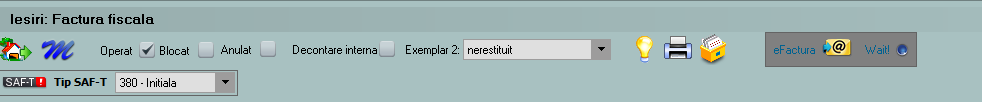 Iesiri: Factura fiscala
Operat Blocat Anulat Decontare interna Exemplar 2: nerestituit eFactura @ Wait!
SAF-T ! Tip SAF-T 380 - Initiala